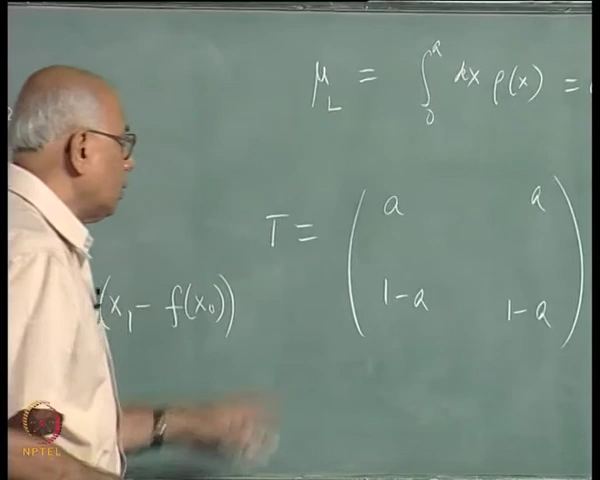 μ_L = ∫_0^a dx ρ(x) =
T = ( a a
1-a 1-a )
(x_1 - f(x_0))
NPTEL